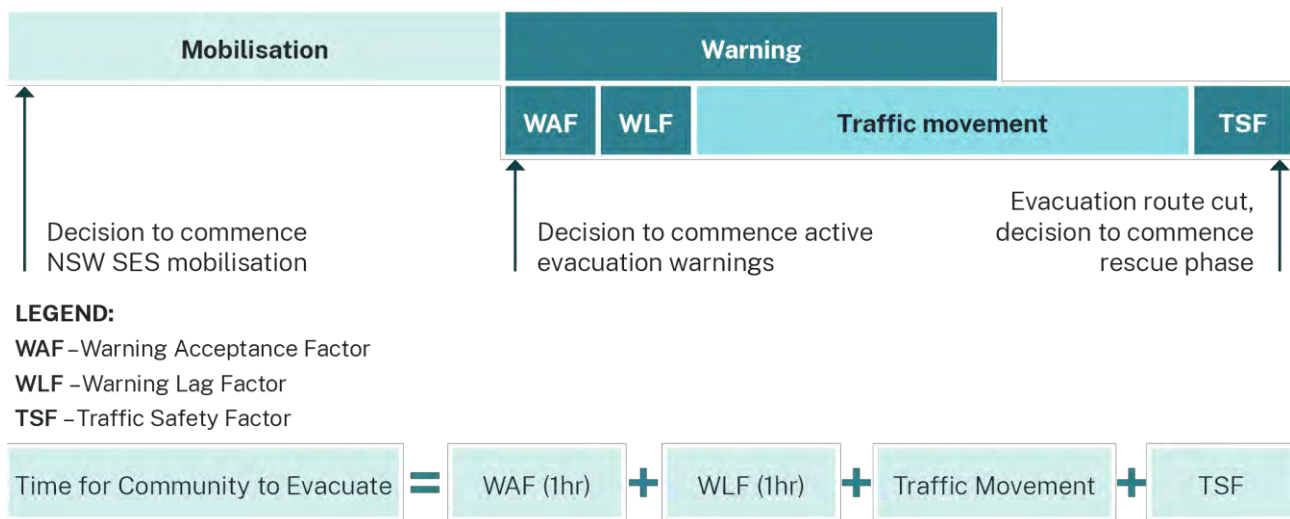 Mobilisation
Warning
WAF
WLF
Traffic movement
TSF
Decision to commence
NSW SES mobilisation
Decision to commence active
evacuation warnings
Evacuation route cut,
decision to commence
rescue phase
LEGEND:
WAF – Warning Acceptance Factor
WLF – Warning Lag Factor
TSF – Traffic Safety Factor
Time for Community to Evacuate = WAF (1hr) + WLF (1hr) + Traffic Movement + TSF